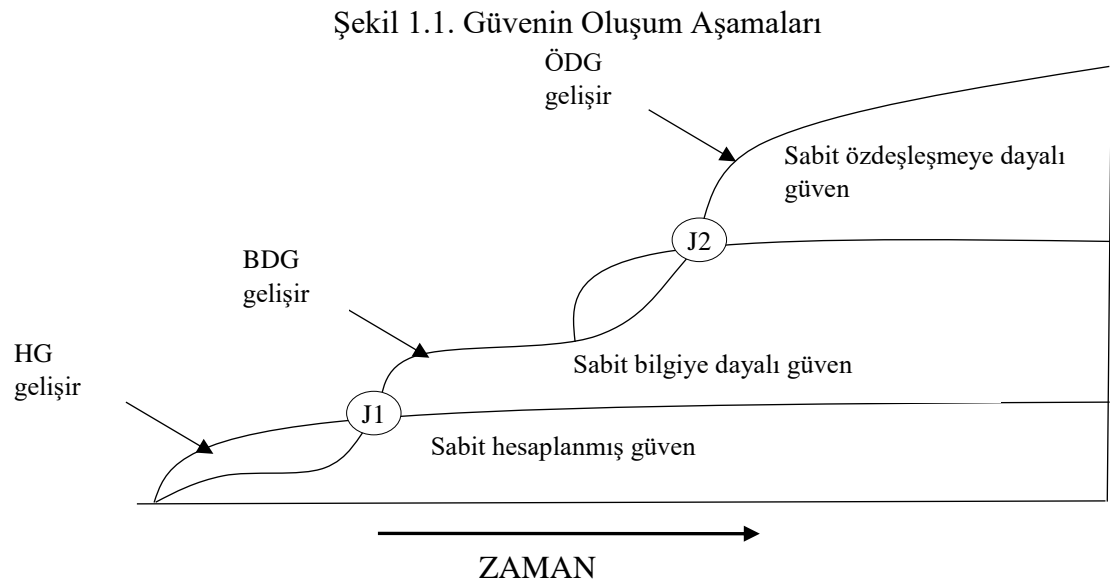 Şekil 1.1. Güvenin Oluşum Aşamaları
ÖDG
gelişir
Sabit özdeşleşmeye dayalı
güven
J2
BDG
gelişir
Sabit bilgiye dayalı güven
HG
gelişir
J1
Sabit hesaplanmış güven
ZAMAN